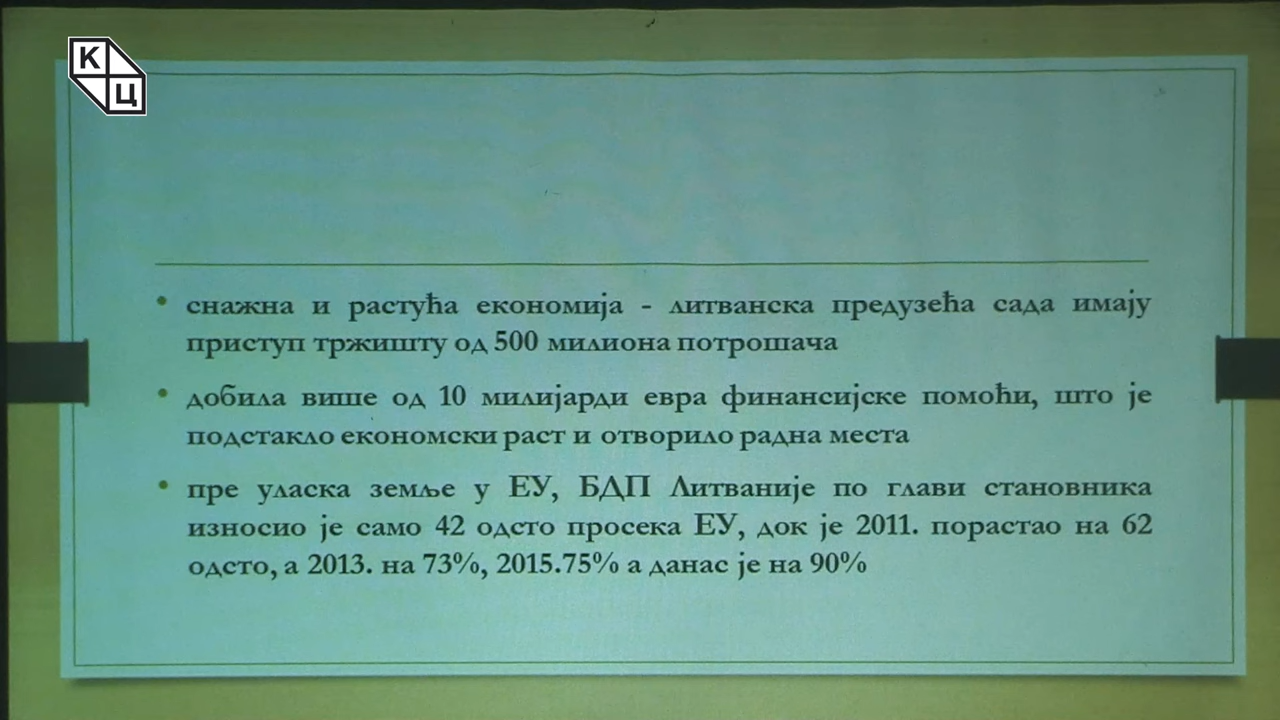 К
Ц
• снажна и растућа економија - литванска предузећа сада имају
приступ тржишту од 500 милиона потрошача
• добила више од 10 милијарди евра финансијске помоћи, што је
подстакло економски раст и отворило радна места
• пре уласка земље у ЕУ, БДП Литваније по глави становника
износио је само 42 одсто просека ЕУ, док је 2011. порастао на 62
одсто, а 2013. на 73%, 2015.75% а данас је на 90%